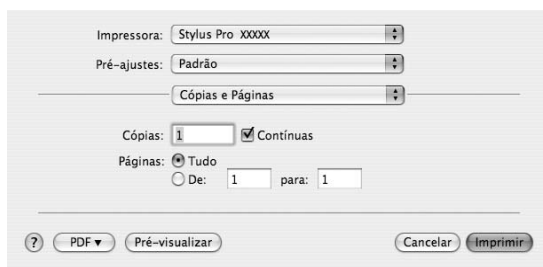 Impressora: Stylus Pro XXXXX
Pré-ajustes: Padrão
Cópias e Páginas
Cópias: 1 Contínuas
Páginas: Tudo
De: 1 para: 1
? PDF▼ Pré-visualizar Cancelar Imprimir